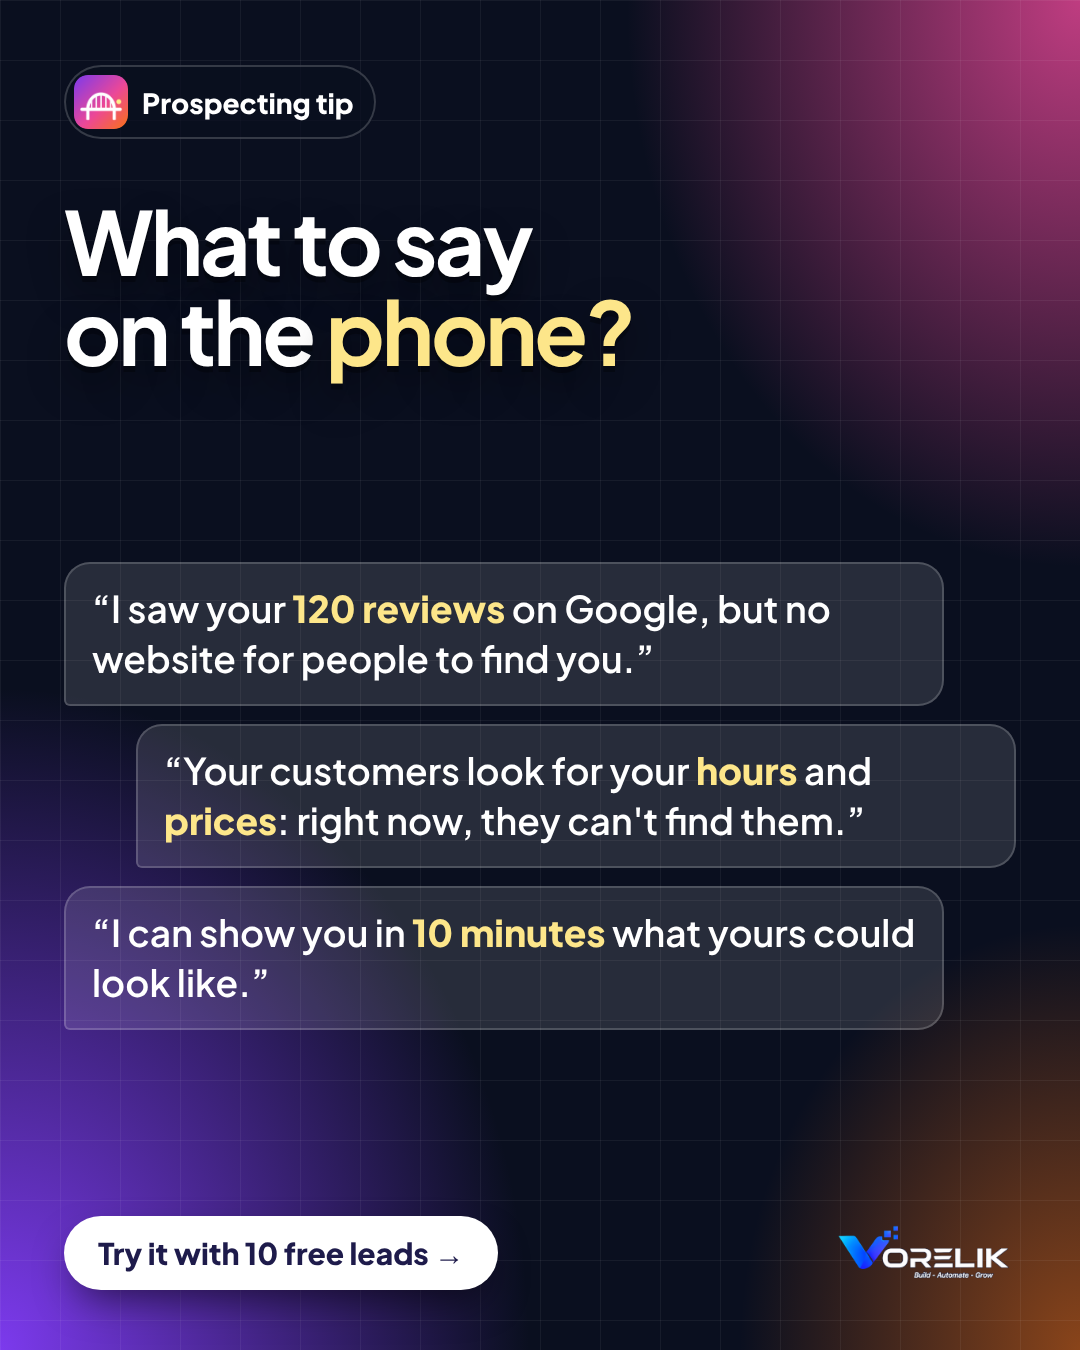 Prospecting tip
What to say
on the phone?
“I saw your 120 reviews on Google, but no
website for people to find you.”
“Your customers look for your hours and
prices: right now, they can't find them.”
“I can show you in 10 minutes what yours could
look like.”
Try it with 10 free leads →
VORELIK
Build - Automate - Grow